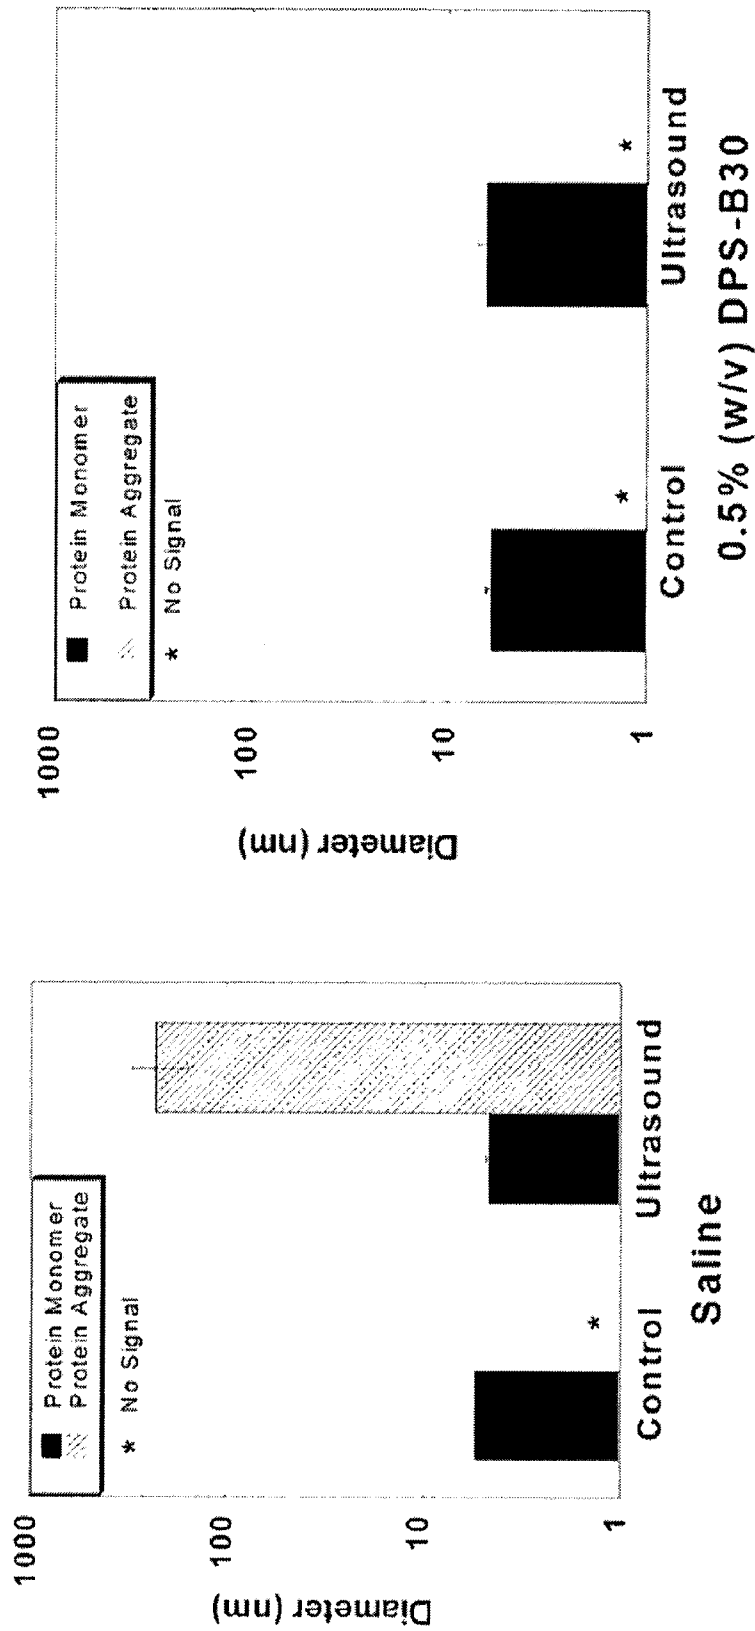 Diameter (nm)
1000
100
10
1
Protein Monomer
Protein Aggregate
* No Signal
*
Control
Ultrasound
Saline
Diameter (nm)
1000
100
10
1
Protein Monomer
Protein Aggregate
* No Signal
*
*
Control
Ultrasound
0.5% (w/v) DPS-B30